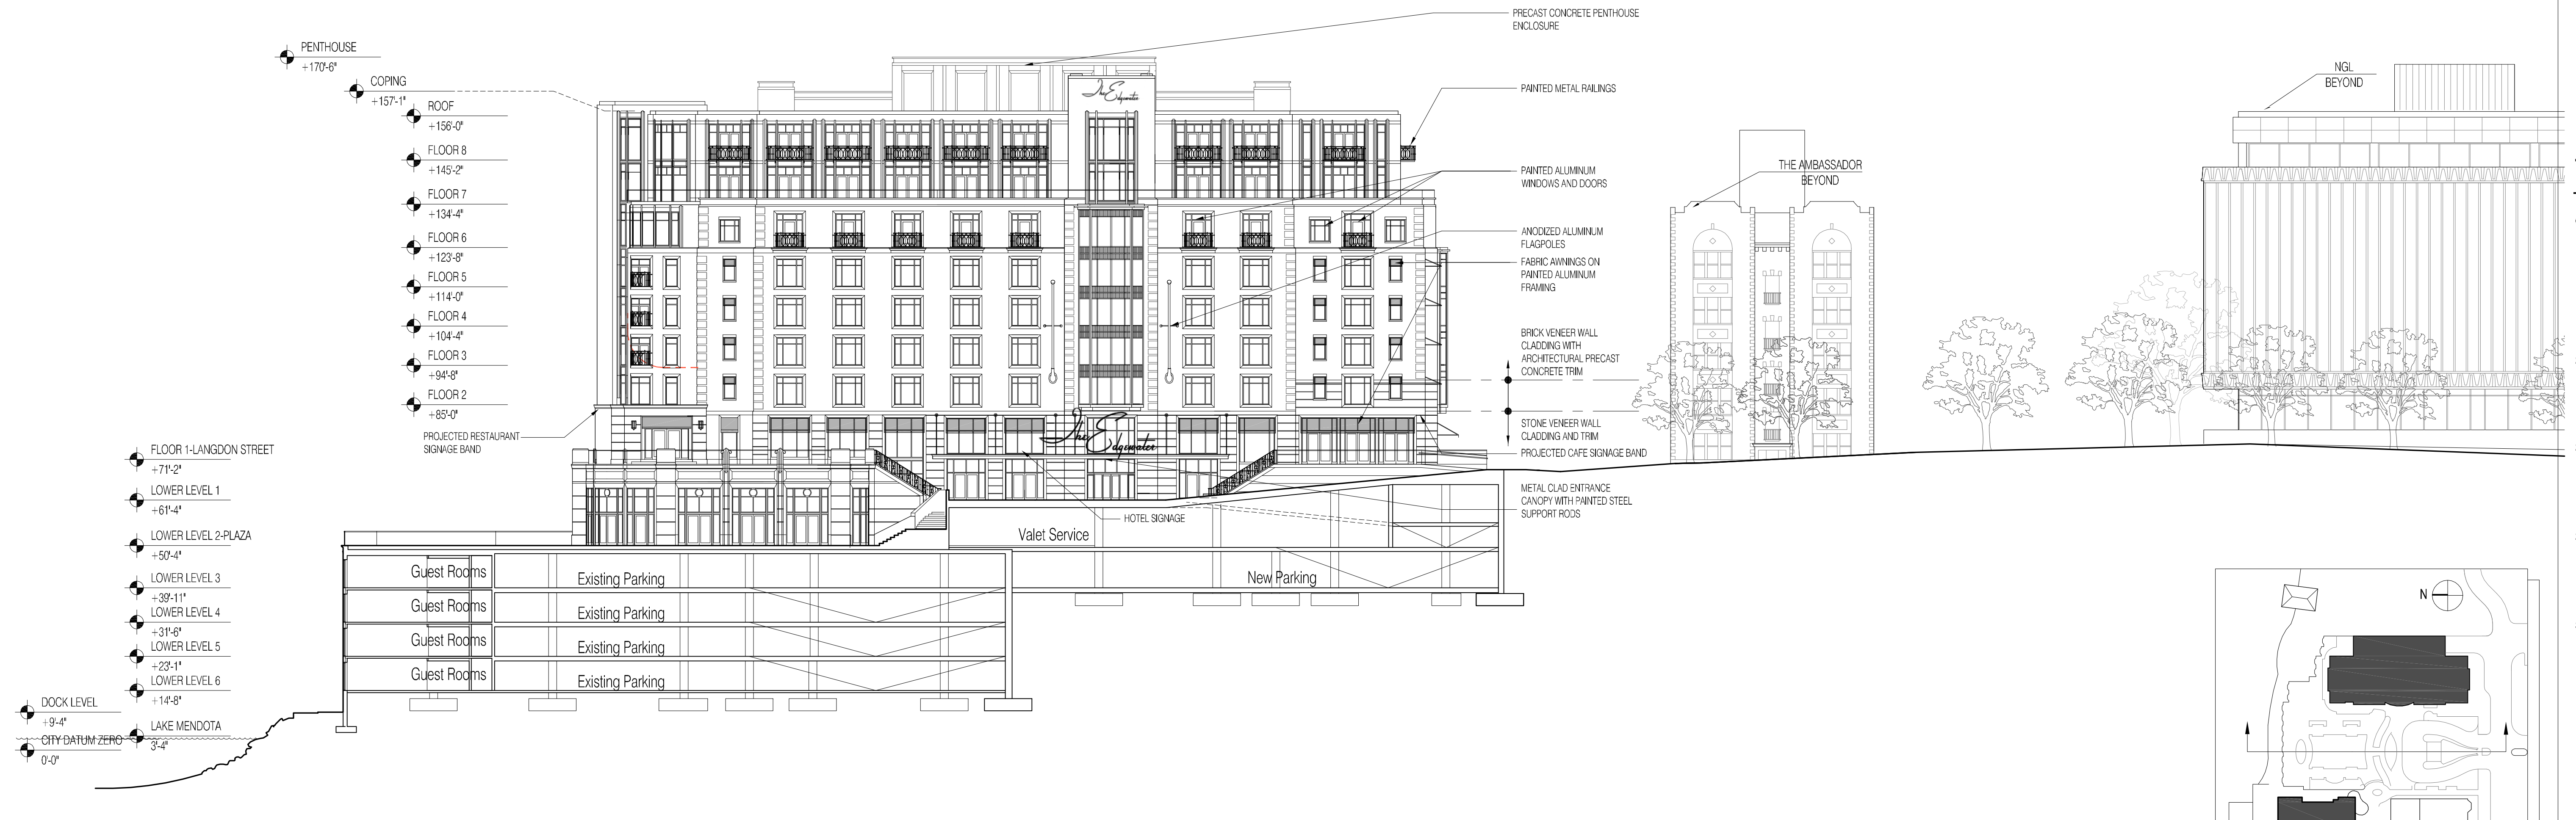 PRECAST CONCRETE PENTHOUSE
ENCLOSURE
PENTHOUSE
+170'-6"
COPING
+157'-1"
ROOF
+156'-0"
FLOOR 8
+145'-2"
FLOOR 7
+134'-4"
FLOOR 6
+123'-8"
FLOOR 5
+114'-0"
FLOOR 4
+104'-4"
FLOOR 3
+94'-8"
FLOOR 2
+85'-0"
PROJECTED RESTAURANT
SIGNAGE BAND
FLOOR 1-LANGDON STREET
+71'-2"
LOWER LEVEL 1
+61'-4"
LOWER LEVEL 2-PLAZA
+50'-4"
LOWER LEVEL 3
+39'-11"
LOWER LEVEL 4
+31'-6"
LOWER LEVEL 5
+23'-1"
LOWER LEVEL 6
+14'-8"
DOCK LEVEL
+9'-4"
LAKE MENDOTA
3'-4"
CITY DATUM ZERO
0'-0"
The Edgewater
The Edgewater
PAINTED METAL RAILINGS
PAINTED ALUMINUM
WINDOWS AND DOORS
ANODIZED ALUMINUM
FLAGPOLES
FABRIC AWNINGS ON
PAINTED ALUMINUM
FRAMING
BRICK VENEER WALL
CLADDING WITH
ARCHITECTURAL PRECAST
CONCRETE TRIM
STONE VENEER WALL
CLADDING AND TRIM
PROJECTED CAFE SIGNAGE BAND
METAL CLAD ENTRANCE
CANOPY WITH PAINTED STEEL
SUPPORT RODS
HOTEL SIGNAGE
Valet Service
New Parking
Guest Rooms
Existing Parking
Guest Rooms
Existing Parking
Guest Rooms
Existing Parking
Guest Rooms
Existing Parking
THE AMBASSADOR
BEYOND
NGL
BEYOND
N